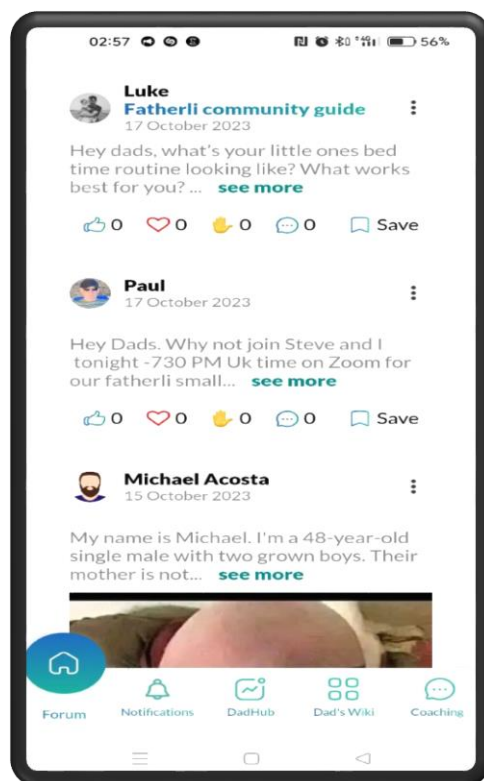 02:57
56%
Luke
Fatherli community guide
17 October 2023
Hey dads, what's your little ones bed
time routine looking like? What works
best for you? ... see more
0 0 0 0 Save
Paul
17 October 2023
Hey Dads. Why not join Steve and I
tonight -730 PM Uk time on Zoom for
our fatherli small... see more
0 0 0 0 Save
Michael Acosta
15 October 2023
My name is Michael. I'm a 48-year-old
single male with two grown boys. Their
mother is not... see more
Forum Notifications DadHub Dad's Wiki Coaching